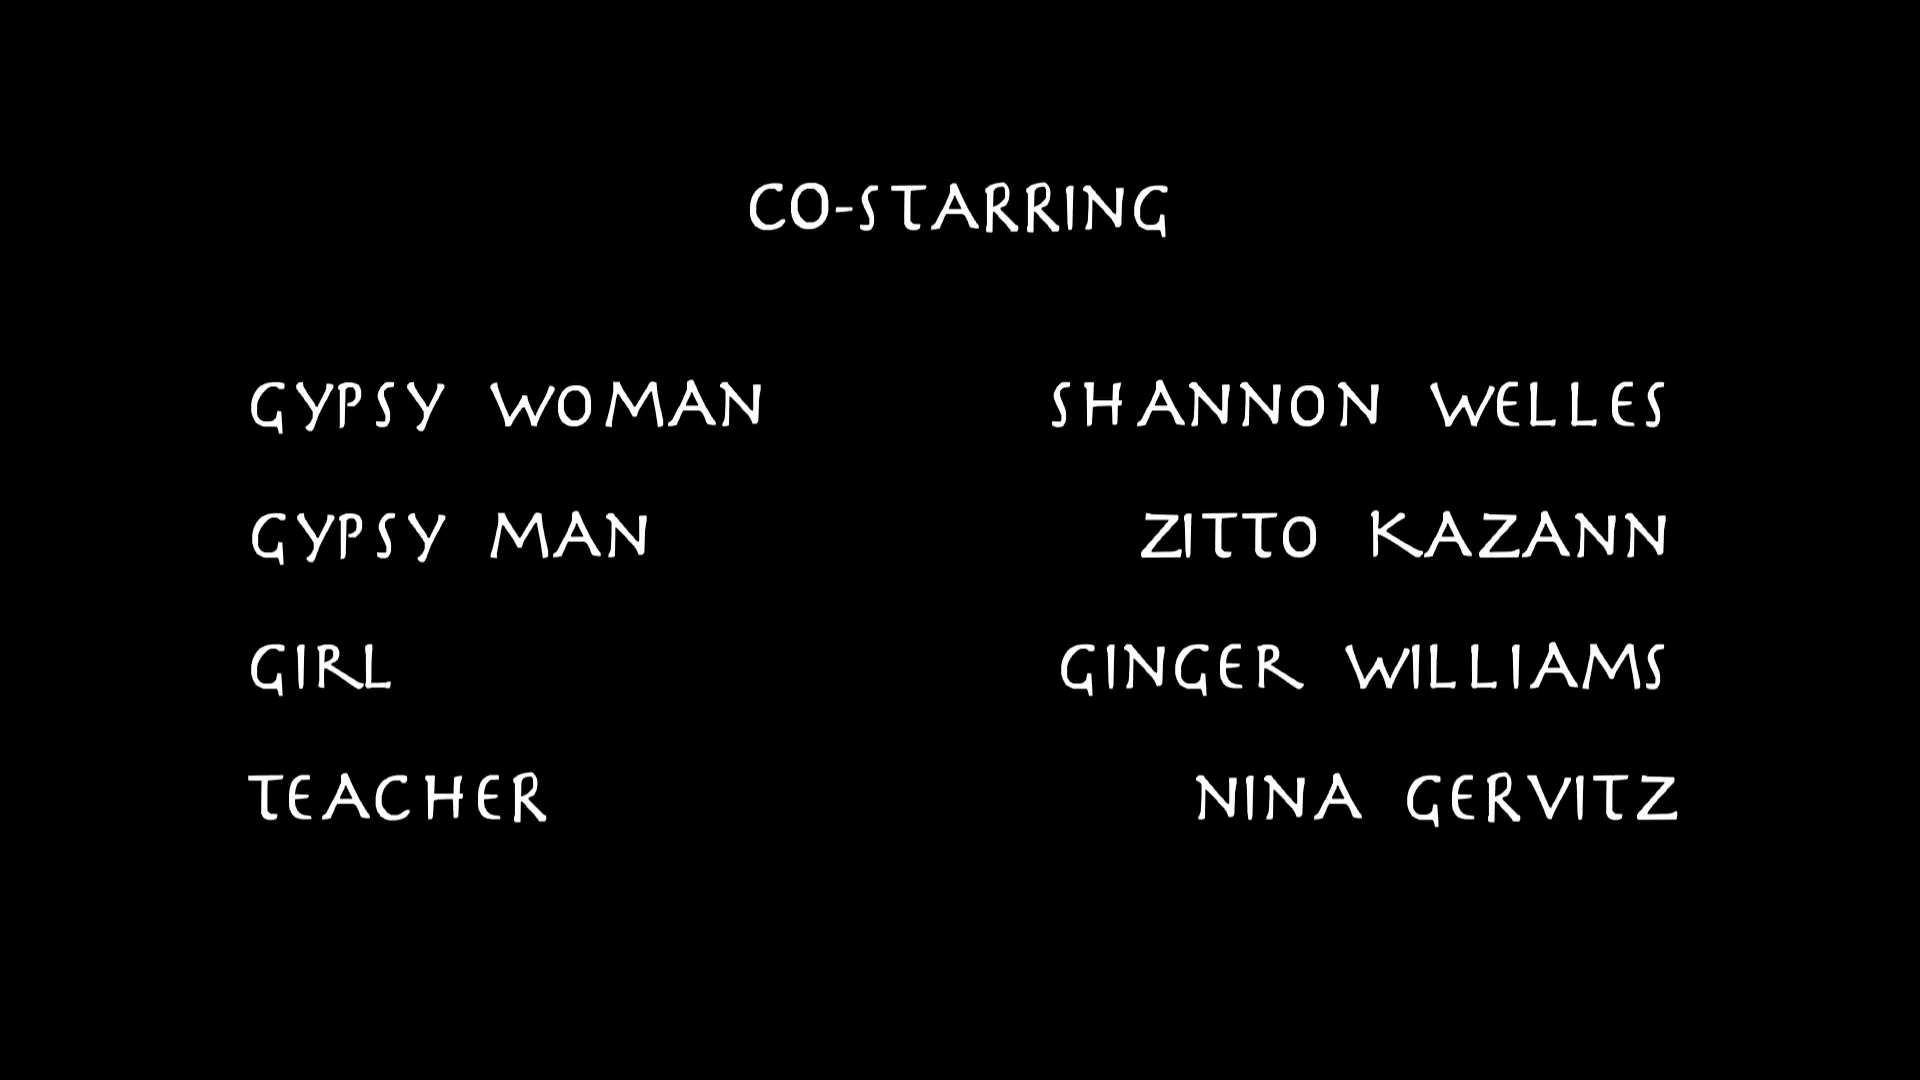 CO-STARRING
GYPSY WOMAN SHANNON WELLES
GYPSY MAN ZITTO KAZANN
GIRL GINGER WILLIAMS
TEACHER NINA GERVITZ